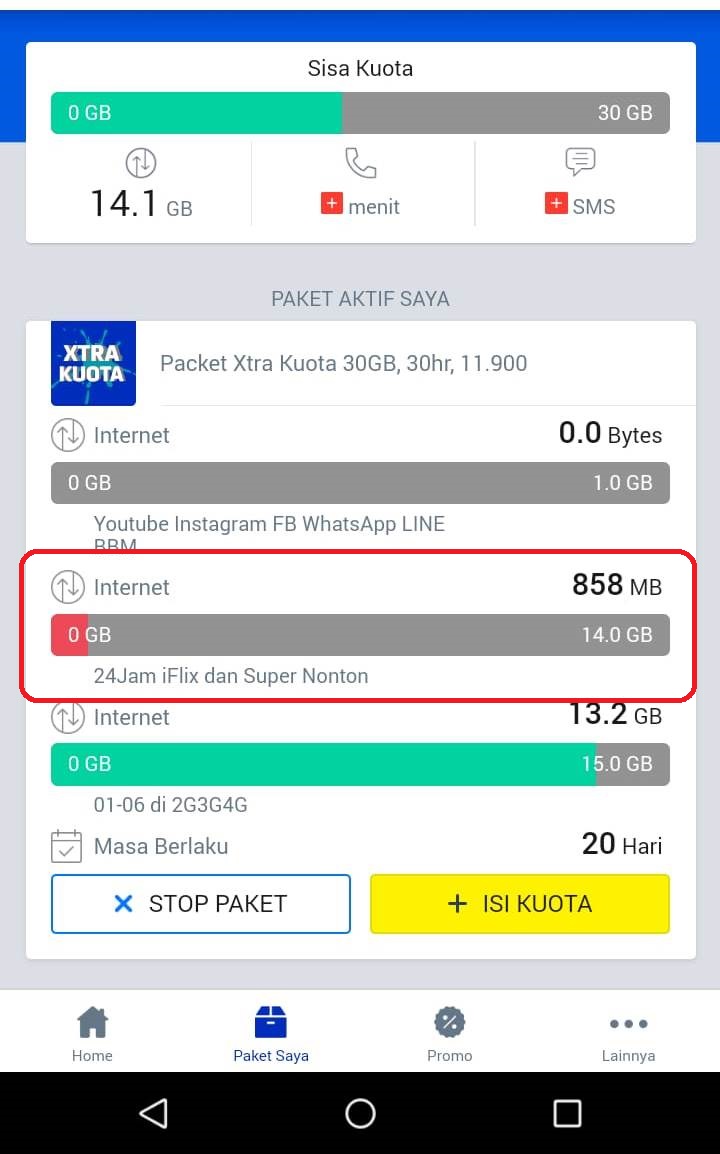 Sisa Kuota
0 GB 30 GB
14.1 GB + menit + SMS
PAKET AKTIF SAYA
XTRA
KUOTA
Packet Xtra Kuota 30GB, 30hr, 11.900
Internet 0.0 Bytes
0 GB 1.0 GB
Youtube Instagram FB WhatsApp LINE
BBM
Internet 858 MB
0 GB 14.0 GB
24Jam iFlix dan Super Nonton
Internet 13.2 GB
0 GB 15.0 GB
01-06 di 2G3G4G
Masa Berlaku 20 Hari
× STOP PAKET + ISI KUOTA
Home Paket Saya Promo Lainnya